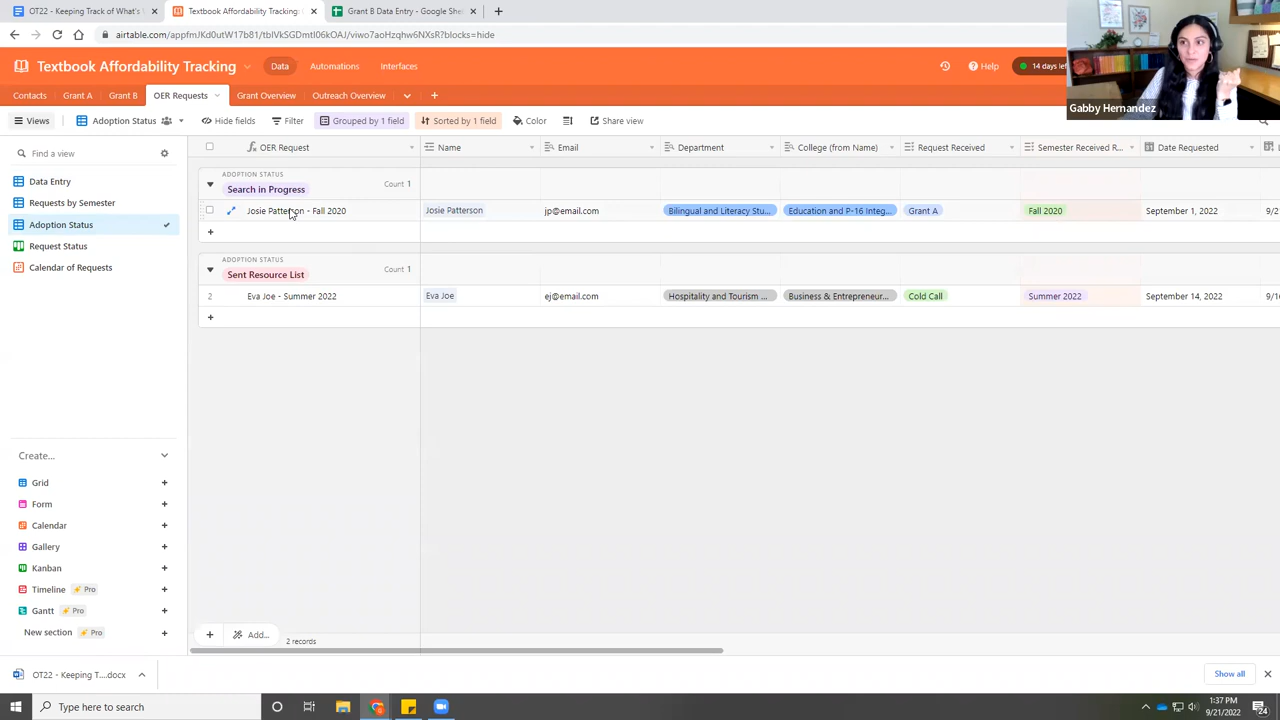 OT22 - Keeping Track of What's
Textbook Affordability Tracking:
Grant B Data Entry - Google She
airtable.com/appfmJKd0utW17b81/tblVkSGDmtI06kOAJ/viwo7aoHzqhw6NXsR?blocks=hide
Textbook Affordability Tracking
Data
Automations
Interfaces
Help
14 days left
Gabby Hernandez
Contacts
Grant A
Grant B
OER Requests
Grant Overview
Outreach Overview
Views
Adoption Status
Hide fields
Filter
Grouped by 1 field
Sorted by 1 field
Color
Share view
Find a view
Data Entry
Requests by Semester
Adoption Status
Request Status
Calendar of Requests
OER Request
Name
Email
Department
College (from Name)
Request Received
Semester Received R...
Date Requested
ADOPTION STATUS
Search in Progress
Count 1
Josie Patterson - Fall 2020
Josie Patterson
jp@email.com
Bilingual and Literacy Stu...
Education and P-16 Integ...
Grant A
Fall 2020
September 1, 2022
9/2
ADOPTION STATUS
Sent Resource List
Count 1
2
Eva Joe - Summer 2022
Eva Joe
ej@email.com
Hospitality and Tourism ...
Business & Entrepreneur...
Cold Call
Summer 2022
September 14, 2022
9/1
Create...
Grid
Form
Calendar
Gallery
Kanban
Timeline
Pro
Gantt
Pro
New section
Pro
Add...
2 records
OT22 - Keeping T....docx
Show all
Type here to search
1:37 PM
9/21/2022
24